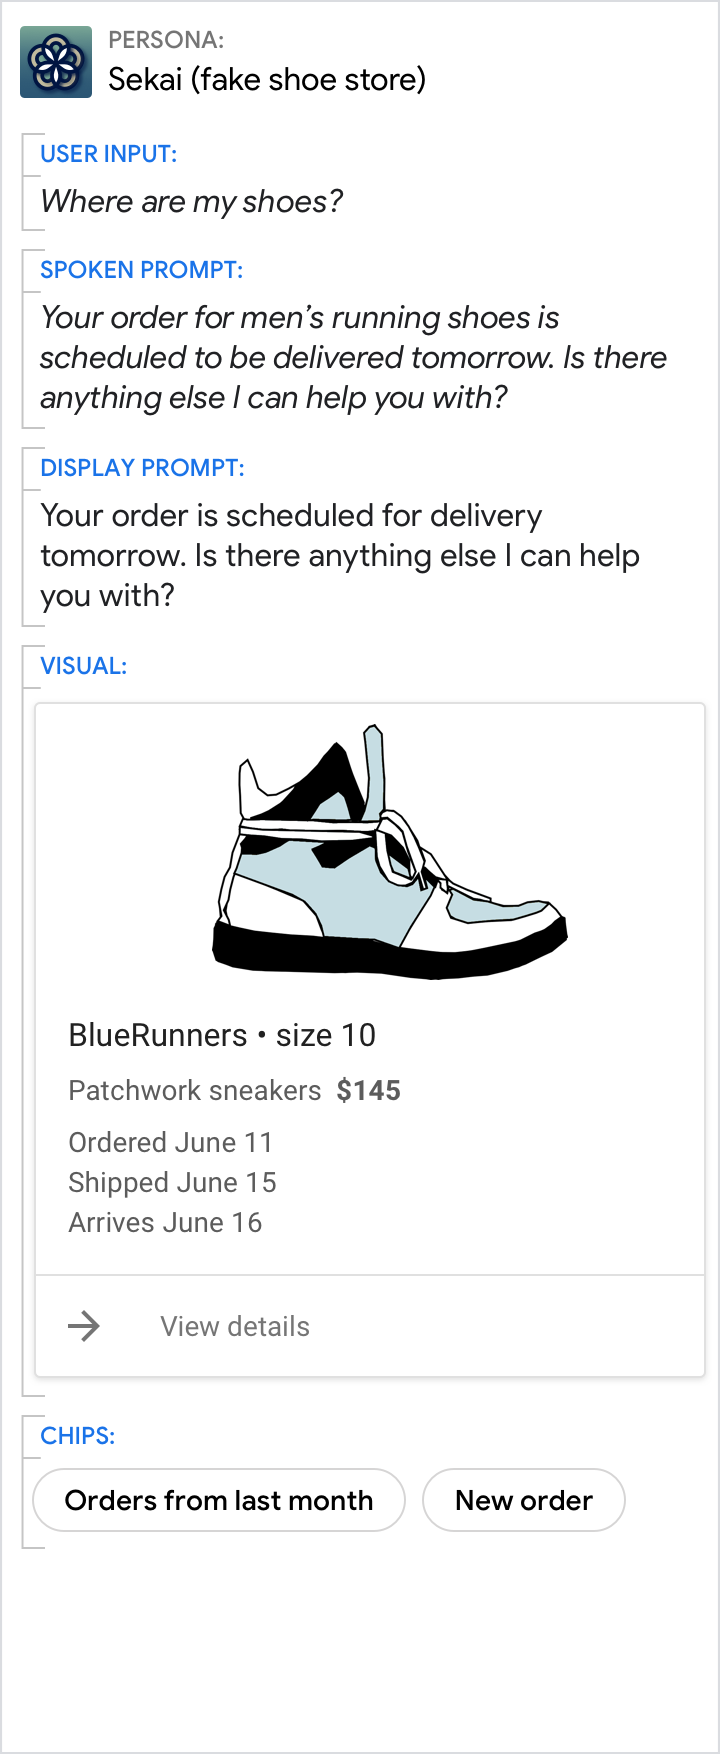 PERSONA:
Sekai (fake shoe store)
USER INPUT:
Where are my shoes?
SPOKEN PROMPT:
Your order for men’s running shoes is
scheduled to be delivered tomorrow. Is there
anything else I can help you with?
DISPLAY PROMPT:
Your order is scheduled for delivery
tomorrow. Is there anything else I can help
you with?
VISUAL:
BlueRunners • size 10
Patchwork sneakers $145
Ordered June 11
Shipped June 15
Arrives June 16
View details
CHIPS:
Orders from last month
New order